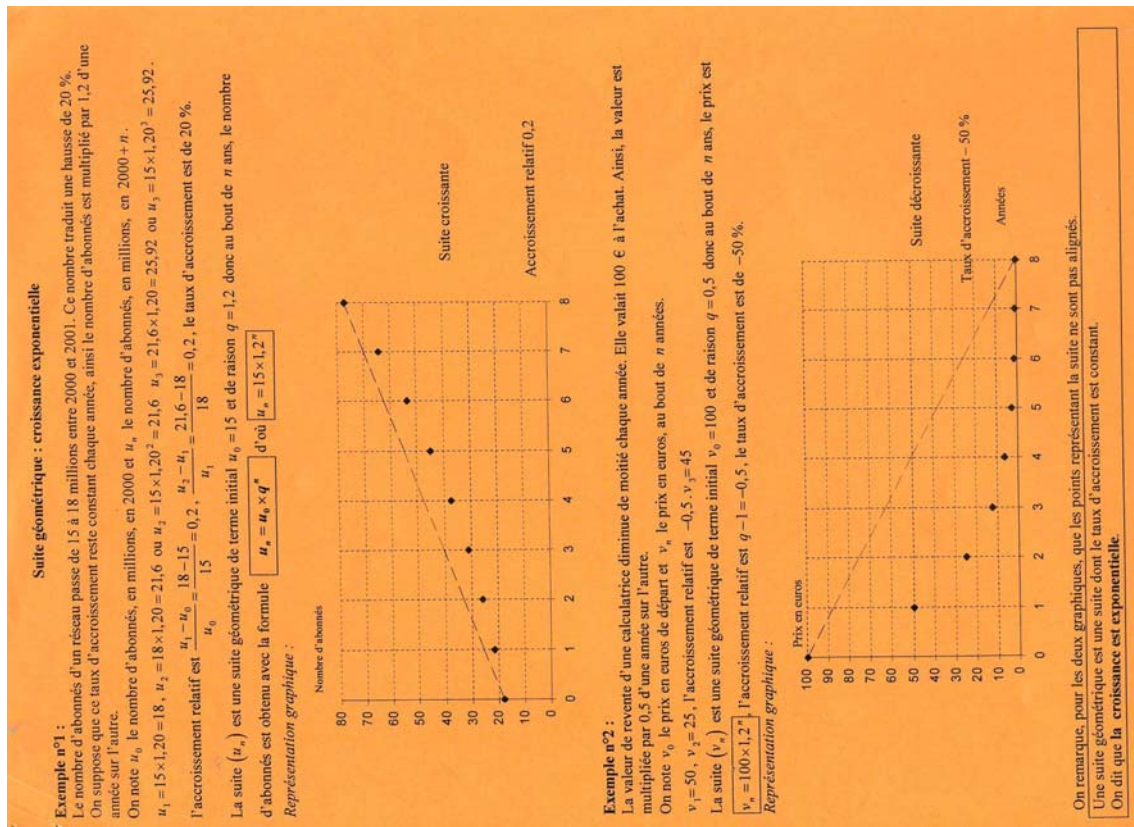 Suite géométrique : croissance exponentielle
Exemple n°1 :
Le nombre d'abonnés d'un réseau passe de 15 à 18 millions entre 2000 et 2001. Ce nombre traduit une hausse de 20 %.
On suppose que ce taux d'accroissement reste constant chaque année, ainsi le nombre d'abonnés est multiplié par 1,2 d'une
année sur l'autre.
On note u₀ le nombre d'abonnés, en millions, en 2000 et uₙ le nombre d'abonnés, en millions, en 2000 + n.
u₁ = 15×1,20 = 18, u₂ = 18×1,20 = 21,6 ou u₂ = 15×1,20² = 21,6 u₃ = 21,6×1,20 = 25,92 ou u₃ = 15×1,20³ = 25,92.
l'accroissement relatif est (u₁ − u₀)/u₀ = (18−15)/15 = 0,2, (u₂ − u₁)/u₁ = (21,6−18)/18 = 0,2, le taux d'accroissement est de 20 %.
La suite (uₙ) est une suite géométrique de terme initial u₀ = 15 et de raison q = 1,2 donc au bout de n ans, le nombre
d'abonnés est obtenu avec la formule uₙ = u₀ × qⁿ d'où uₙ = 15×1,2ⁿ
Représentation graphique :
Nombre d'abonnés
80
70
60
50
40
30
20
10
0
0 1 2 3 4 5 6 7 8
Suite croissante
Accroissement relatif 0,2
Exemple n°2 :
La valeur de revente d'une calculatrice diminue de moitié chaque année. Elle valait 100 € à l'achat. Ainsi, la valeur est
multipliée par 0,5 d'une année sur l'autre.
On note v₀ le prix en euros de départ et vₙ le prix en euros, au bout de n années.
v₁ = 50, v₂ = 25, l'accroissement relatif est −0,5. v₃ = 45
La suite (vₙ) est une suite géométrique de terme initial v₀ = 100 et de raison q = 0,5 donc au bout de n ans, le prix est
vₙ = 100×1,2ⁿ, l'accroissement relatif est q − 1 = −0,5, le taux d'accroissement est de −50 %.
Représentation graphique :
Prix en euros
100
90
80
70
60
50
40
30
20
10
0
0 1 2 3 4 5 6 7 8
Suite décroissante
Taux d'accroissement − 50 %
Années
On remarque, pour les deux graphiques, que les points représentant la suite ne sont pas alignés.
Une suite géométrique est une suite dont le taux d'accroissement est constant.
On dit que la croissance est exponentielle.